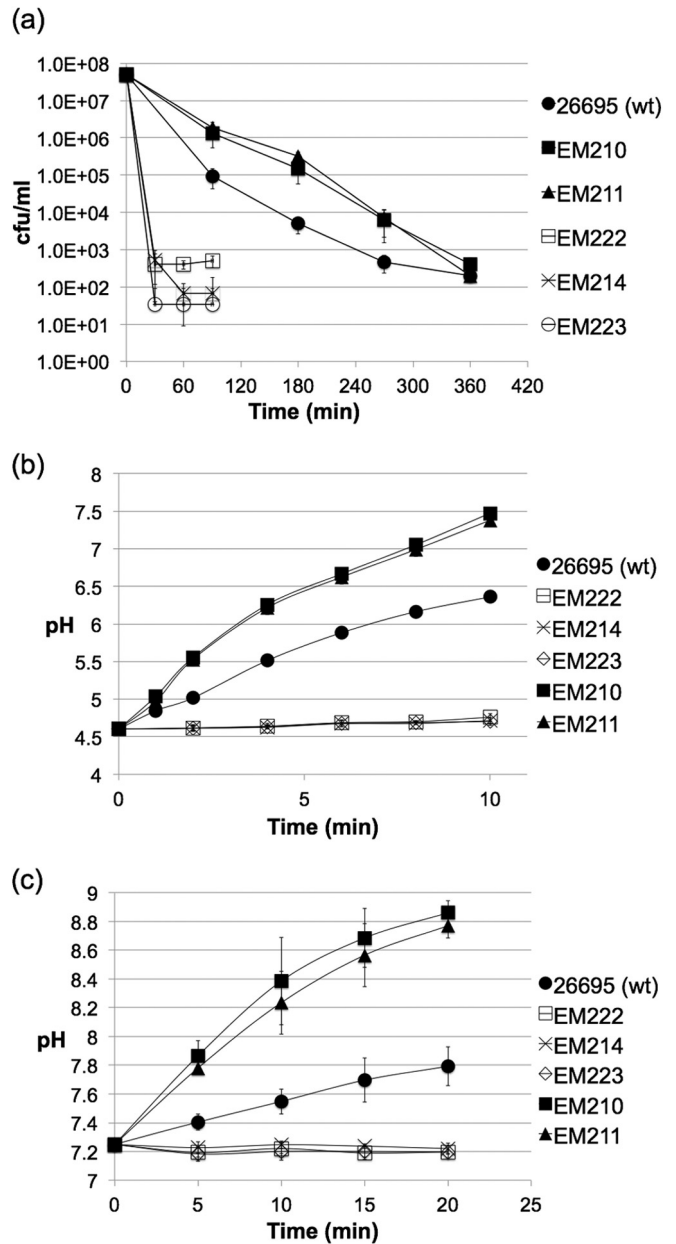 (a)
1.0E+08
1.0E+07
1.0E+06
1.0E+05
1.0E+04
1.0E+03
1.0E+02
1.0E+01
1.0E+00
cfu/ml
0 60 120 180 240 300 360 420
Time (min)
26695 (wt)
EM210
EM211
EM222
EM214
EM223
(b)
8
7.5
7
6.5
6
5.5
5
4.5
4
pH
0 5 10
Time (min)
26695 (wt)
EM222
EM214
EM223
EM210
EM211
(c)
9
8.8
8.6
8.4
8.2
8
7.8
7.6
7.4
7.2
7
pH
0 5 10 15 20 25
Time (min)
26695 (wt)
EM222
EM214
EM223
EM210
EM211